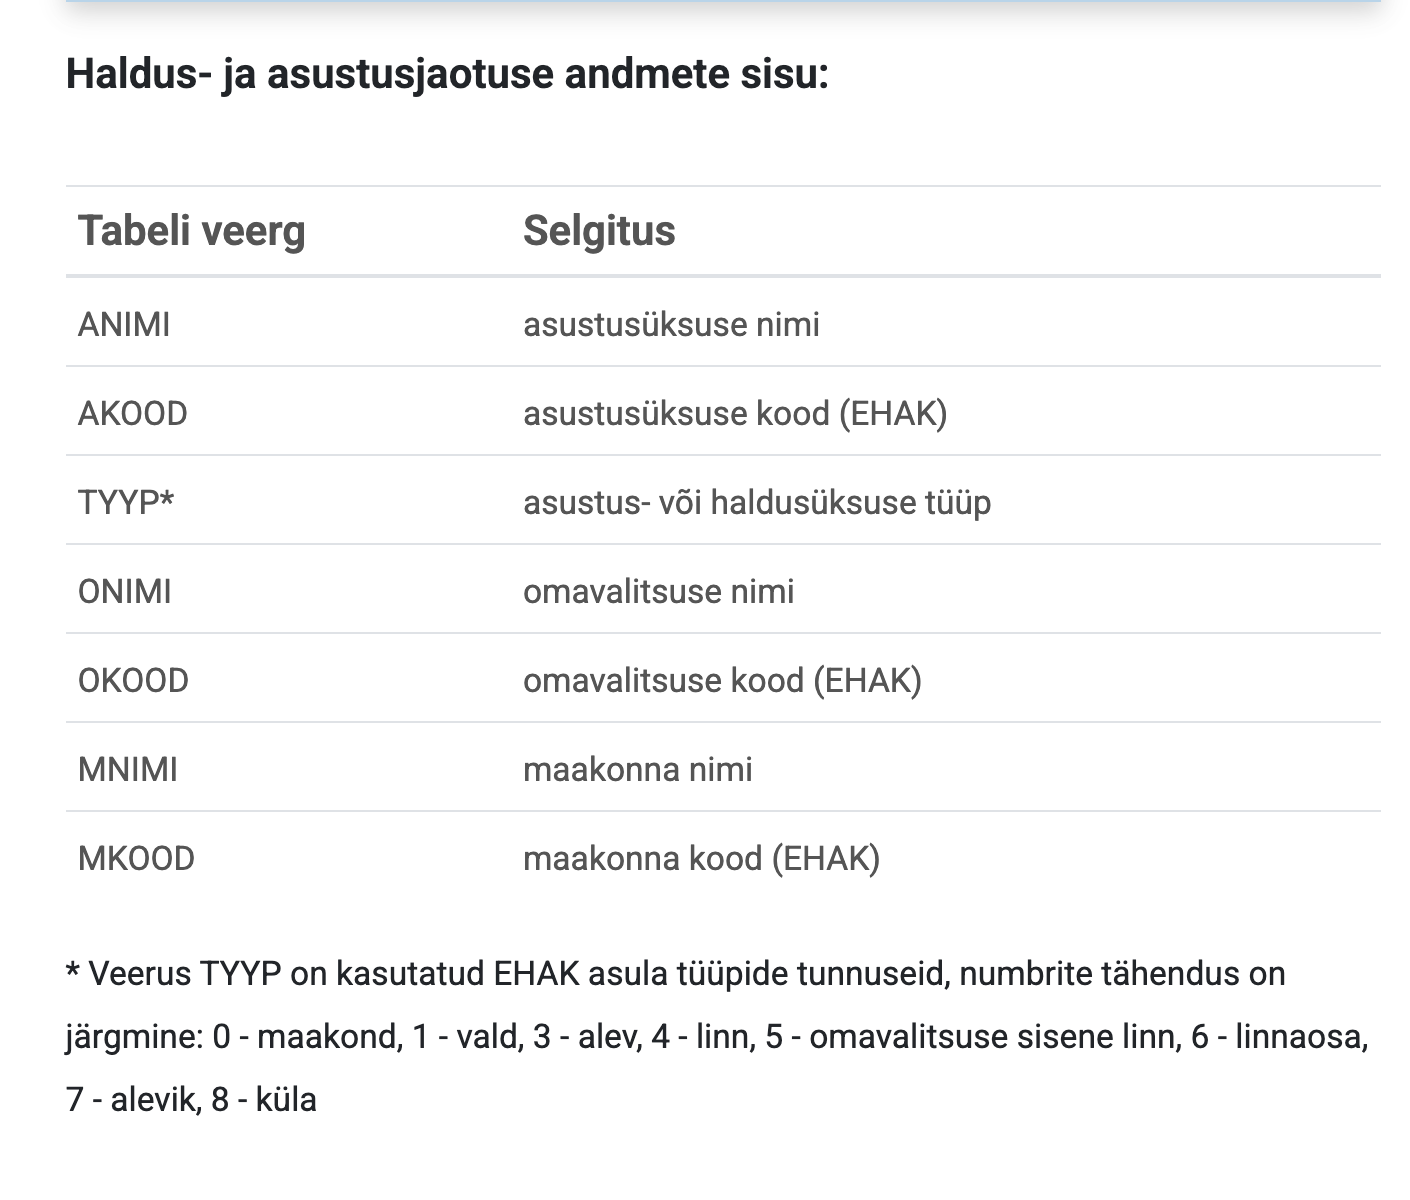 Haldus- ja asustusjaotuse andmete sisu:
Tabeli veerg Selgitus
ANIMI asustusüksuse nimi
AKOOD asustusüksuse kood (EHAK)
TYYP* asustus- või haldusüksuse tüüp
ONIMI omavalitsuse nimi
OKOOD omavalitsuse kood (EHAK)
MNIMI maakonna nimi
MKOOD maakonna kood (EHAK)
* Veerus TYYP on kasutatud EHAK asula tüüpide tunnuseid, numbrite tähendus on
järgmine: 0 - maakond, 1 - vald, 3 - alev, 4 - linn, 5 - omavalitsuse sisene linn, 6 - linnaosa,
7 - alevik, 8 - küla